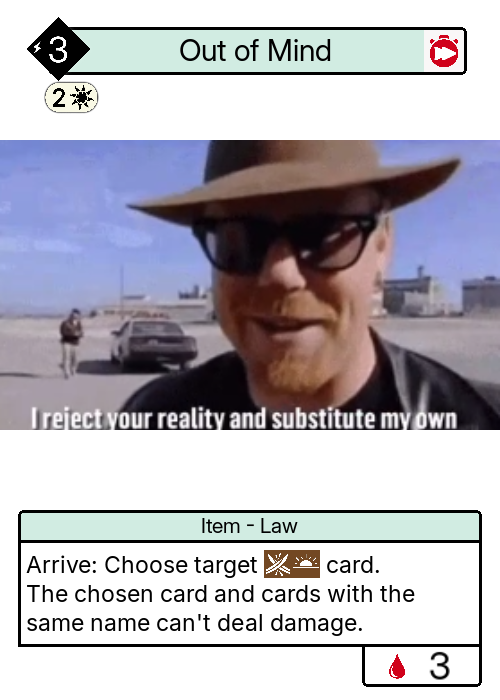 3
Out of Mind
2
I reject your reality and substitute my own
Item - Law
Arrive: Choose target card.
The chosen card and cards with the
same name can't deal damage.
3